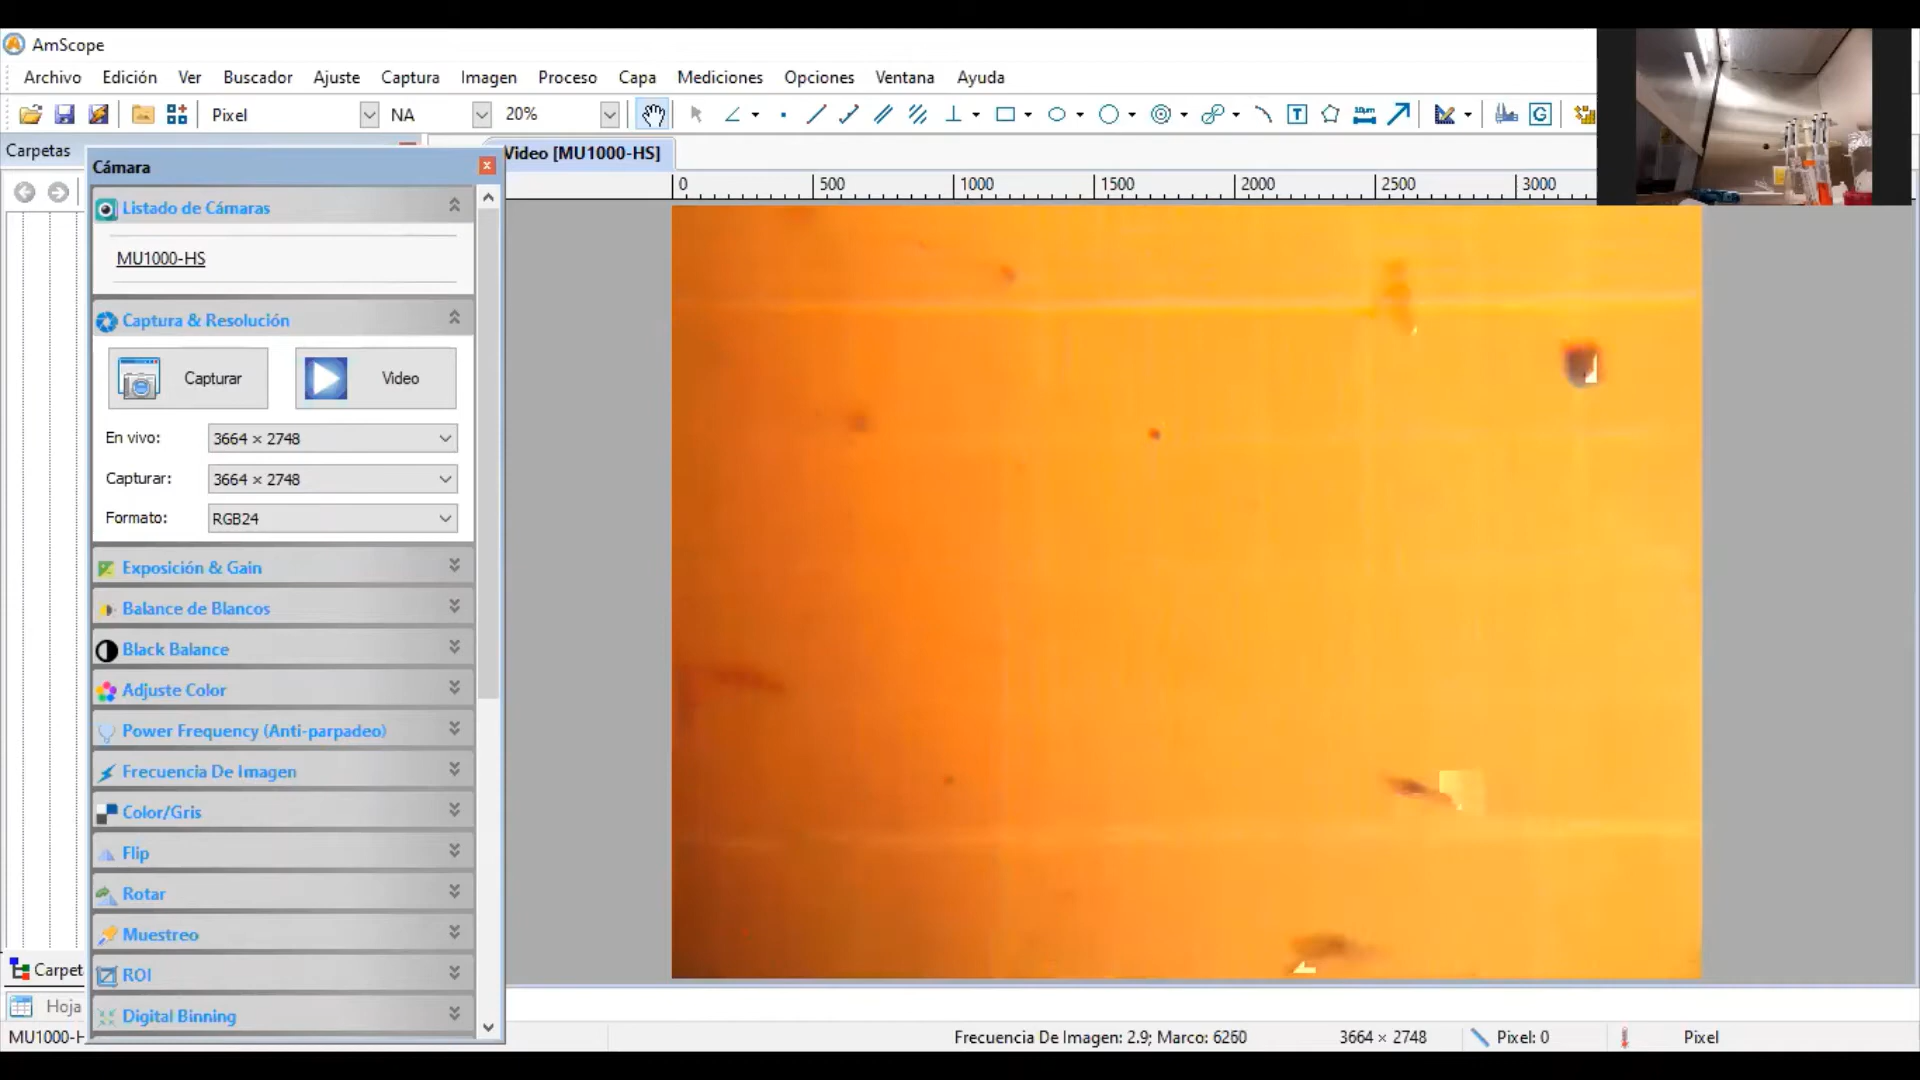 AmScope
Archivo Edición Ver Buscador Ajuste Captura Imagen Proceso Capa Mediciones Opciones Ventana Ayuda
Pixel NA 20%
Carpetas
Cámara
Video [MU1000-HS]
0 500 1000 1500 2000 2500 3000
Listado de Cámaras
MU1000-HS
Captura & Resolución
Capturar Video
En vivo: 3664 × 2748
Capturar: 3664 × 2748
Formato: RGB24
Exposición & Gain
Balance de Blancos
Black Balance
Adjuste Color
Power Frequency (Anti-parpadeo)
Frecuencia De Imagen
Color/Gris
Flip
Rotar
Muestreo
ROI
Digital Binning
Carpet
Hoja
MU1000-H
Frecuencia De Imagen: 2.9; Marco: 6260 3664 × 2748 Pixel: 0 Pixel